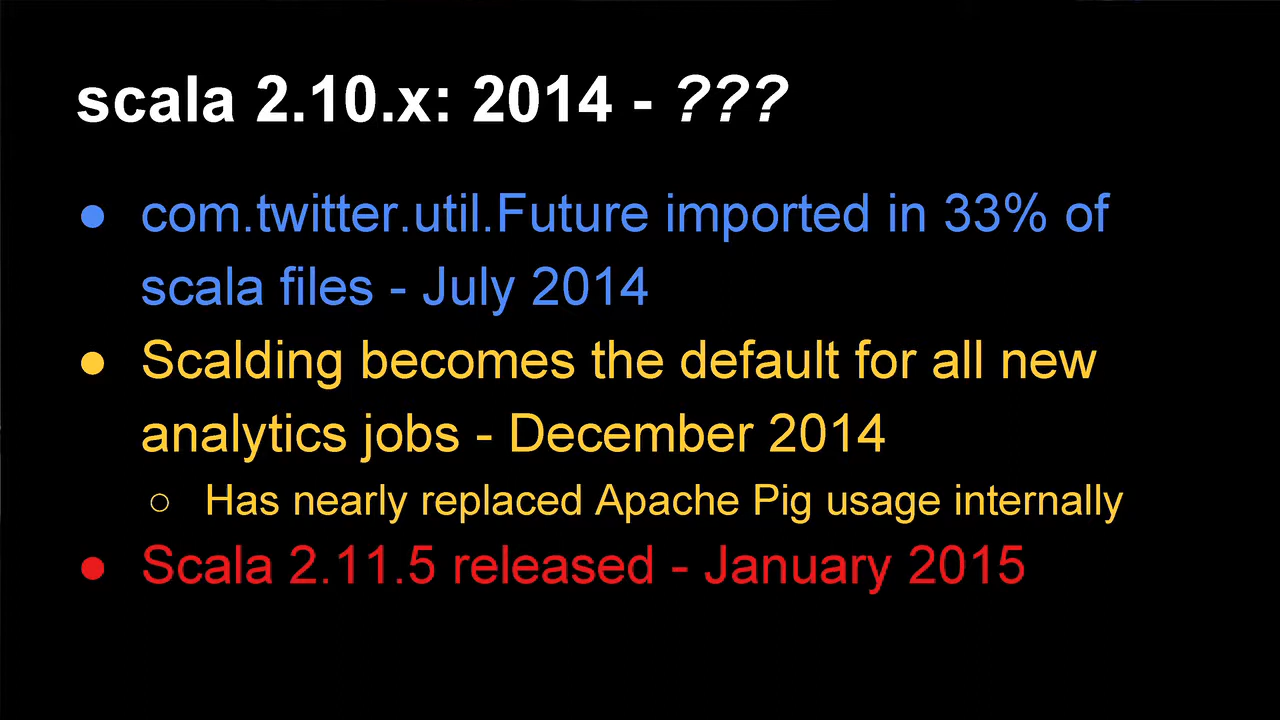 scala 2.10.x: 2014 - ???
● com.twitter.util.Future imported in 33% of
scala files - July 2014
● Scalding becomes the default for all new
analytics jobs - December 2014
○ Has nearly replaced Apache Pig usage internally
● Scala 2.11.5 released - January 2015